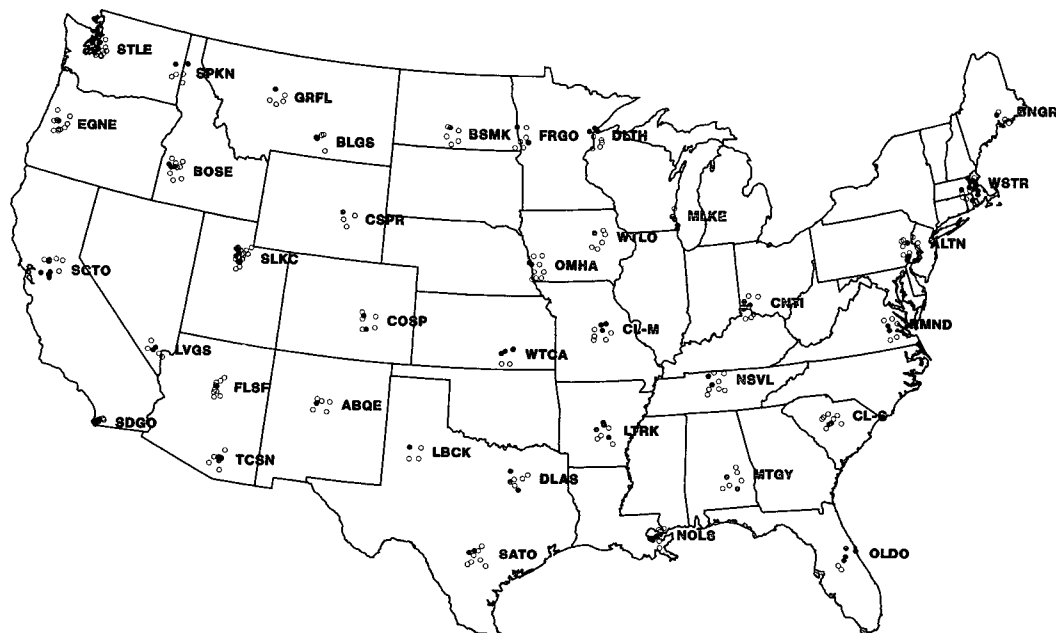 STLE
SPKN
GRFL
EGNE
BLGS
BSMK
FRGO
DLTH
BNGR
BOSE
WSTR
CSPR
MLKE
WTLO
ALTN
SLKC
SCTO
OMHA
CNTI
COSP
CL-M
RMND
LVGS
WTCA
FLSF
NSVL
ABQE
CL-S
SDGO
LTRK
TCSN
LBCK
DLAS
MTGY
NOLS
SATO
OLDO